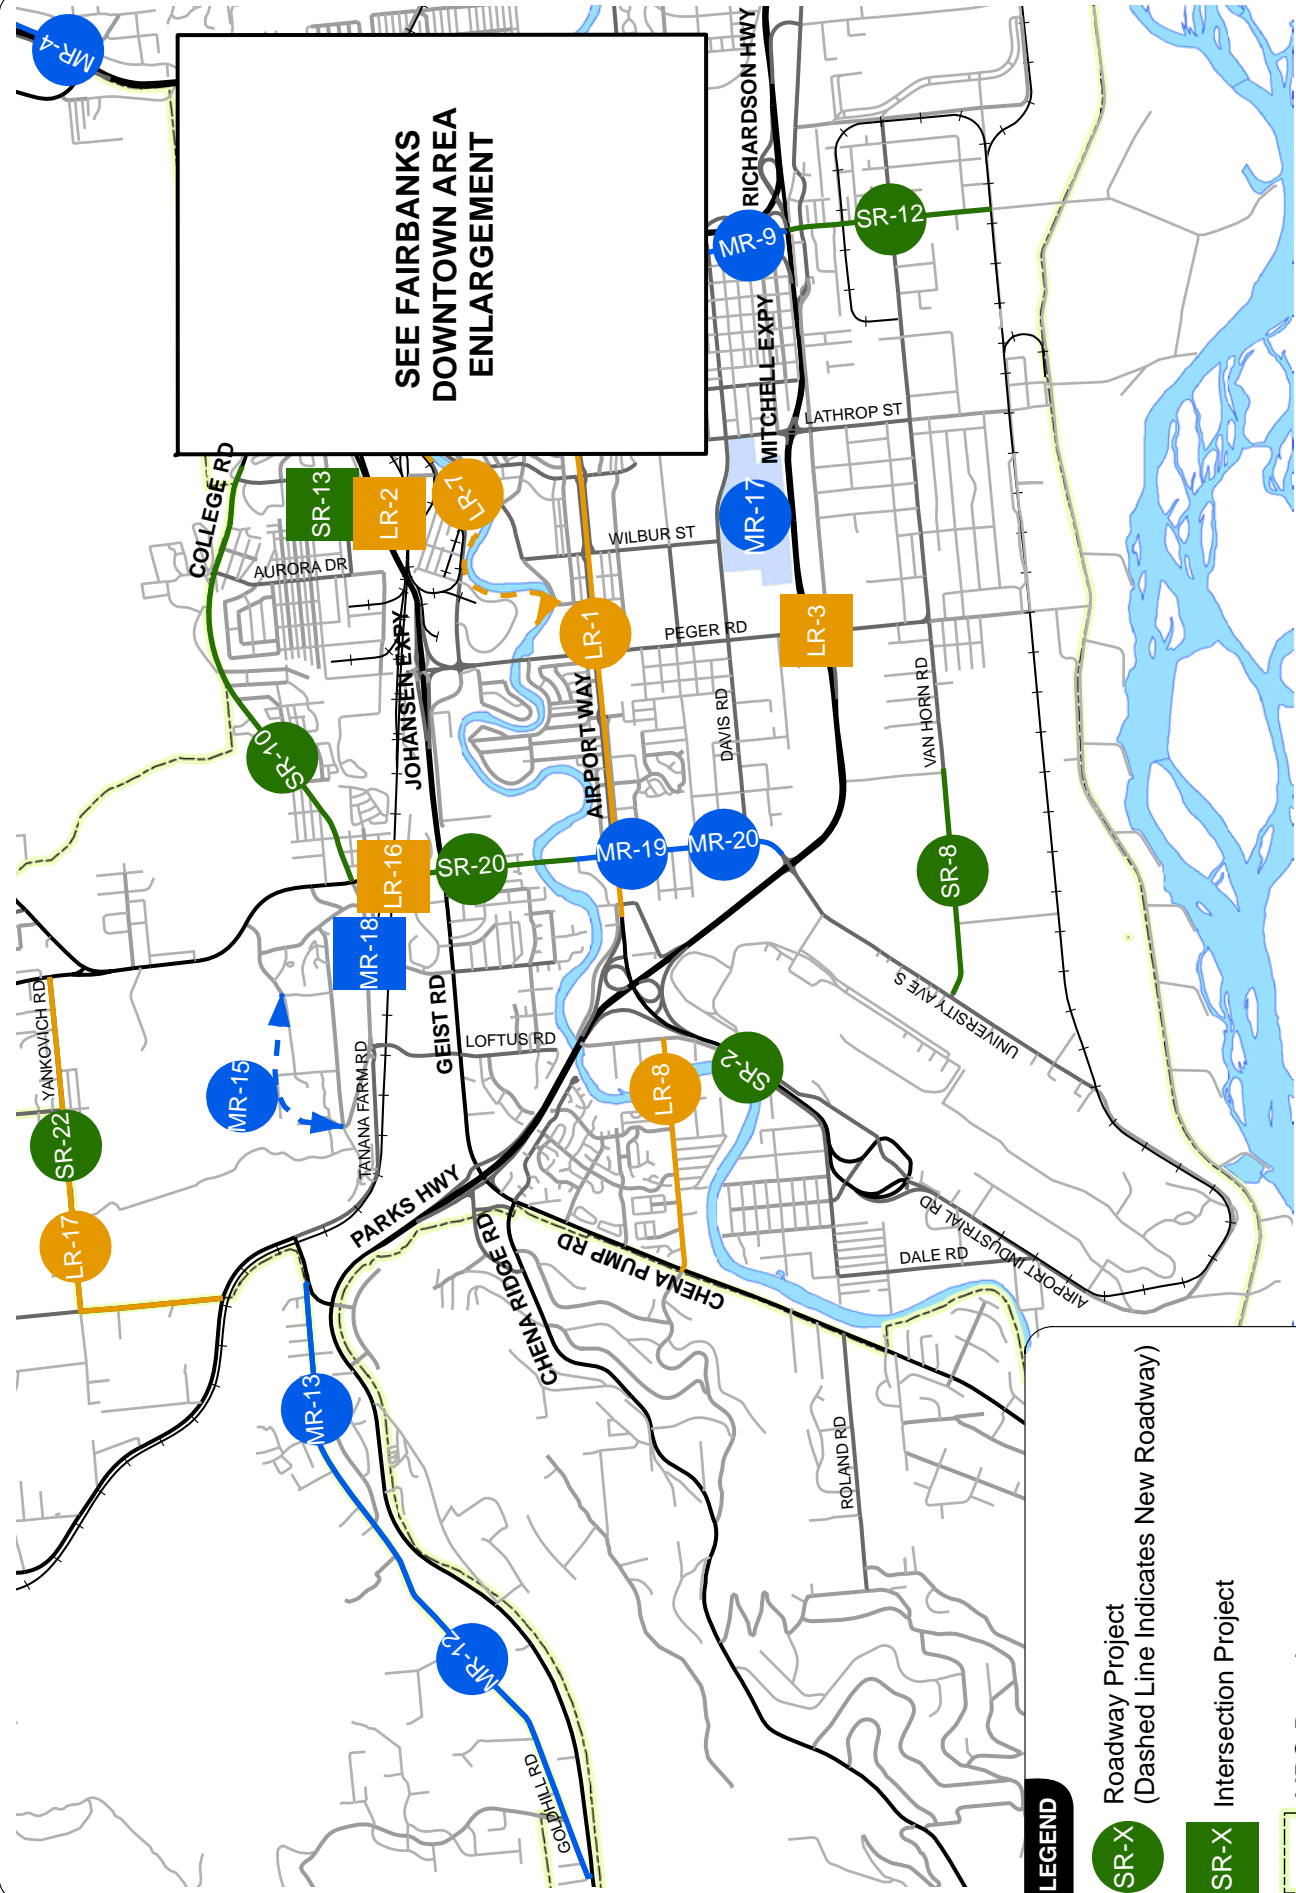 MR-4
SEE FAIRBANKS
DOWNTOWN AREA
ENLARGEMENT
RICHARDSON HWY
MR-9
SR-12
MITCHELL EXPY
LATHROP ST
COLLEGE RD
SR-13
LR-2
LR-7
MR-17
WILBUR ST
AURORA DR
JOHANSEN EXPY
LR-1
PEGER RD
LR-3
VAN HORN RD
DAVIS RD
AIRPORT WAY
SR-10
LR-16
SR-20
MR-19
MR-20
SR-8
MR-18
YANKOVICH RD
GEIST RD
LOFTUS RD
UNIVERSITY AVE S
MR-15
TANANA FARM RD
LR-8
SR-2
SR-22
LR-17
PARKS HWY
CHENA RIDGE RD
CHENA PUMP RD
AIRPORT INDUSTRIAL RD
DALE RD
MR-13
ROLAND RD
MR-12
GOLDHILL RD
LEGEND
SR-X
Roadway Project
(Dashed Line Indicates New Roadway)
SR-X
Intersection Project